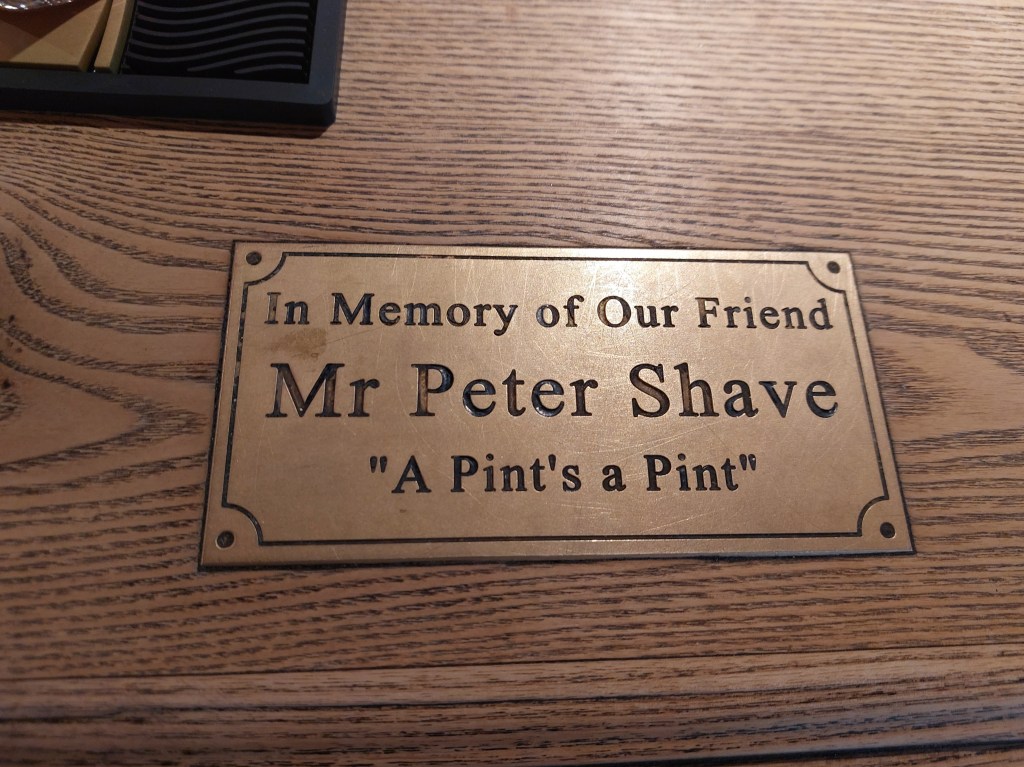 In Memory of Our Friend
Mr Peter Shave
"A Pint's a Pint"